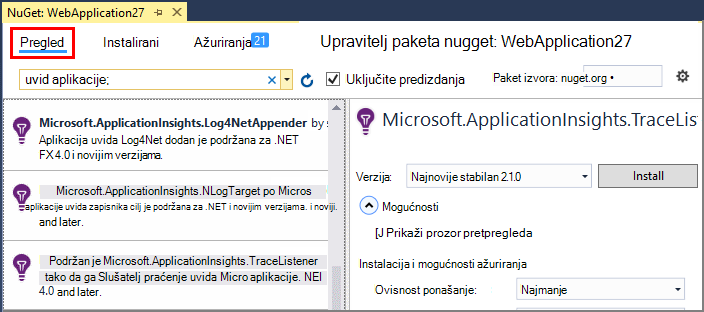 NuGet: WebApplication27
Pregled
Instalirani
Ažuriranja 21
Upravitelj paketa nugget: WebApplication27
uvid aplikacije;
Uključite predizdanja
Paket izvora: nuget.org
Microsoft.ApplicationInsights.Log4NetAppender by s
Aplikacija uvida Log4Net dodan je podržana za .NET
FX 4.0 i novijim verzijama.
Microsoft.ApplicationInsights.NLogTarget po Micros
aplikacije uvida zapisnika cilj je podržana za .NET i novijim verzijama. i noviji.
and later.
Podržan je Microsoft.ApplicationInsights.TraceListener
tako da ga Slušatelj praćenje uvida Micro aplikacije. NEI
4.0 and later.
Microsoft.ApplicationInsights.TraceLis
Verzija:
Najnovije stabilan 2.1.0
Install
Mogućnosti
[J Prikaži prozor pretpregleda
Instalacija i mogućnosti ažuriranja
Ovisnost ponašanje:
Najmanje